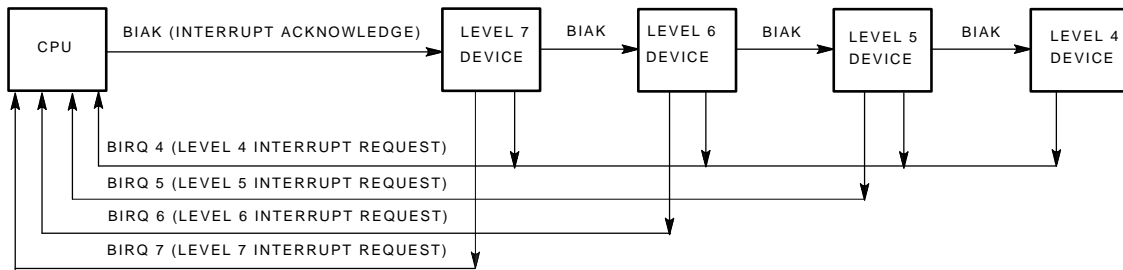 CPU
BIAK (INTERRUPT ACKNOWLEDGE)
LEVEL 7
DEVICE
BIAK
LEVEL 6
DEVICE
BIAK
LEVEL 5
DEVICE
BIAK
LEVEL 4
DEVICE
BIRQ 4 (LEVEL 4 INTERRUPT REQUEST)
BIRQ 5 (LEVEL 5 INTERRUPT REQUEST)
BIRQ 6 (LEVEL 6 INTERRUPT REQUEST)
BIRQ 7 (LEVEL 7 INTERRUPT REQUEST)